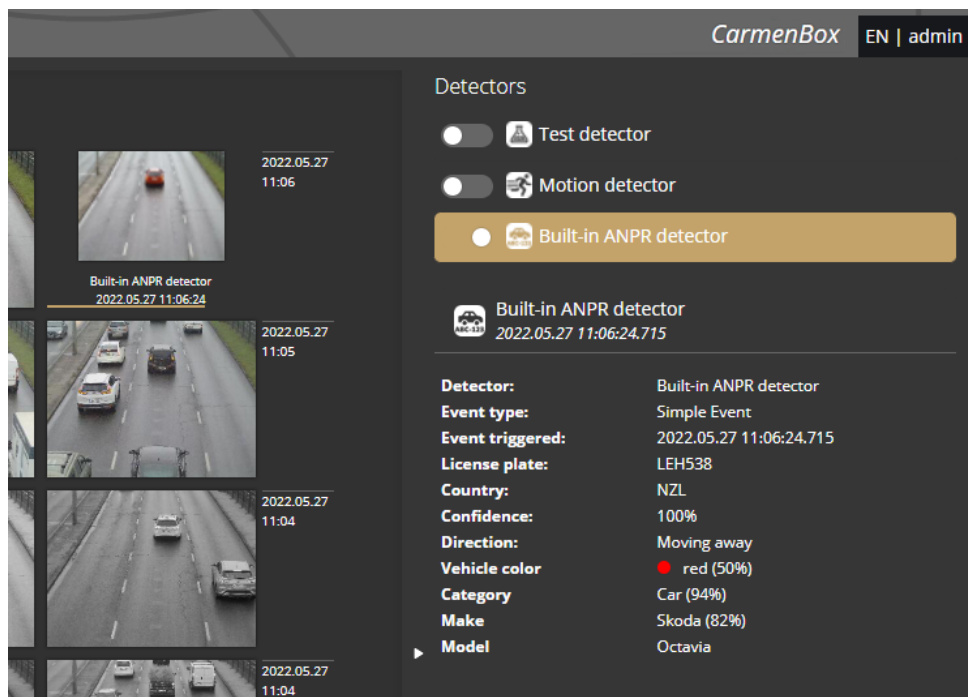 CarmenBox
EN | admin
Detectors
Test detector
Motion detector
Built-in ANPR detector
2022.05.27
11:06
Built-in ANPR detector
2022.05.27 11:06:24
2022.05.27
11:05
2022.05.27
11:04
2022.05.27
11:04
ABC-123
Built-in ANPR detector
2022.05.27 11:06:24.715
Detector: Built-in ANPR detector
Event type: Simple Event
Event triggered: 2022.05.27 11:06:24.715
License plate: LEH538
Country: NZL
Confidence: 100%
Direction: Moving away
Vehicle color red (50%)
Category Car (94%)
Make Skoda (82%)
Model Octavia